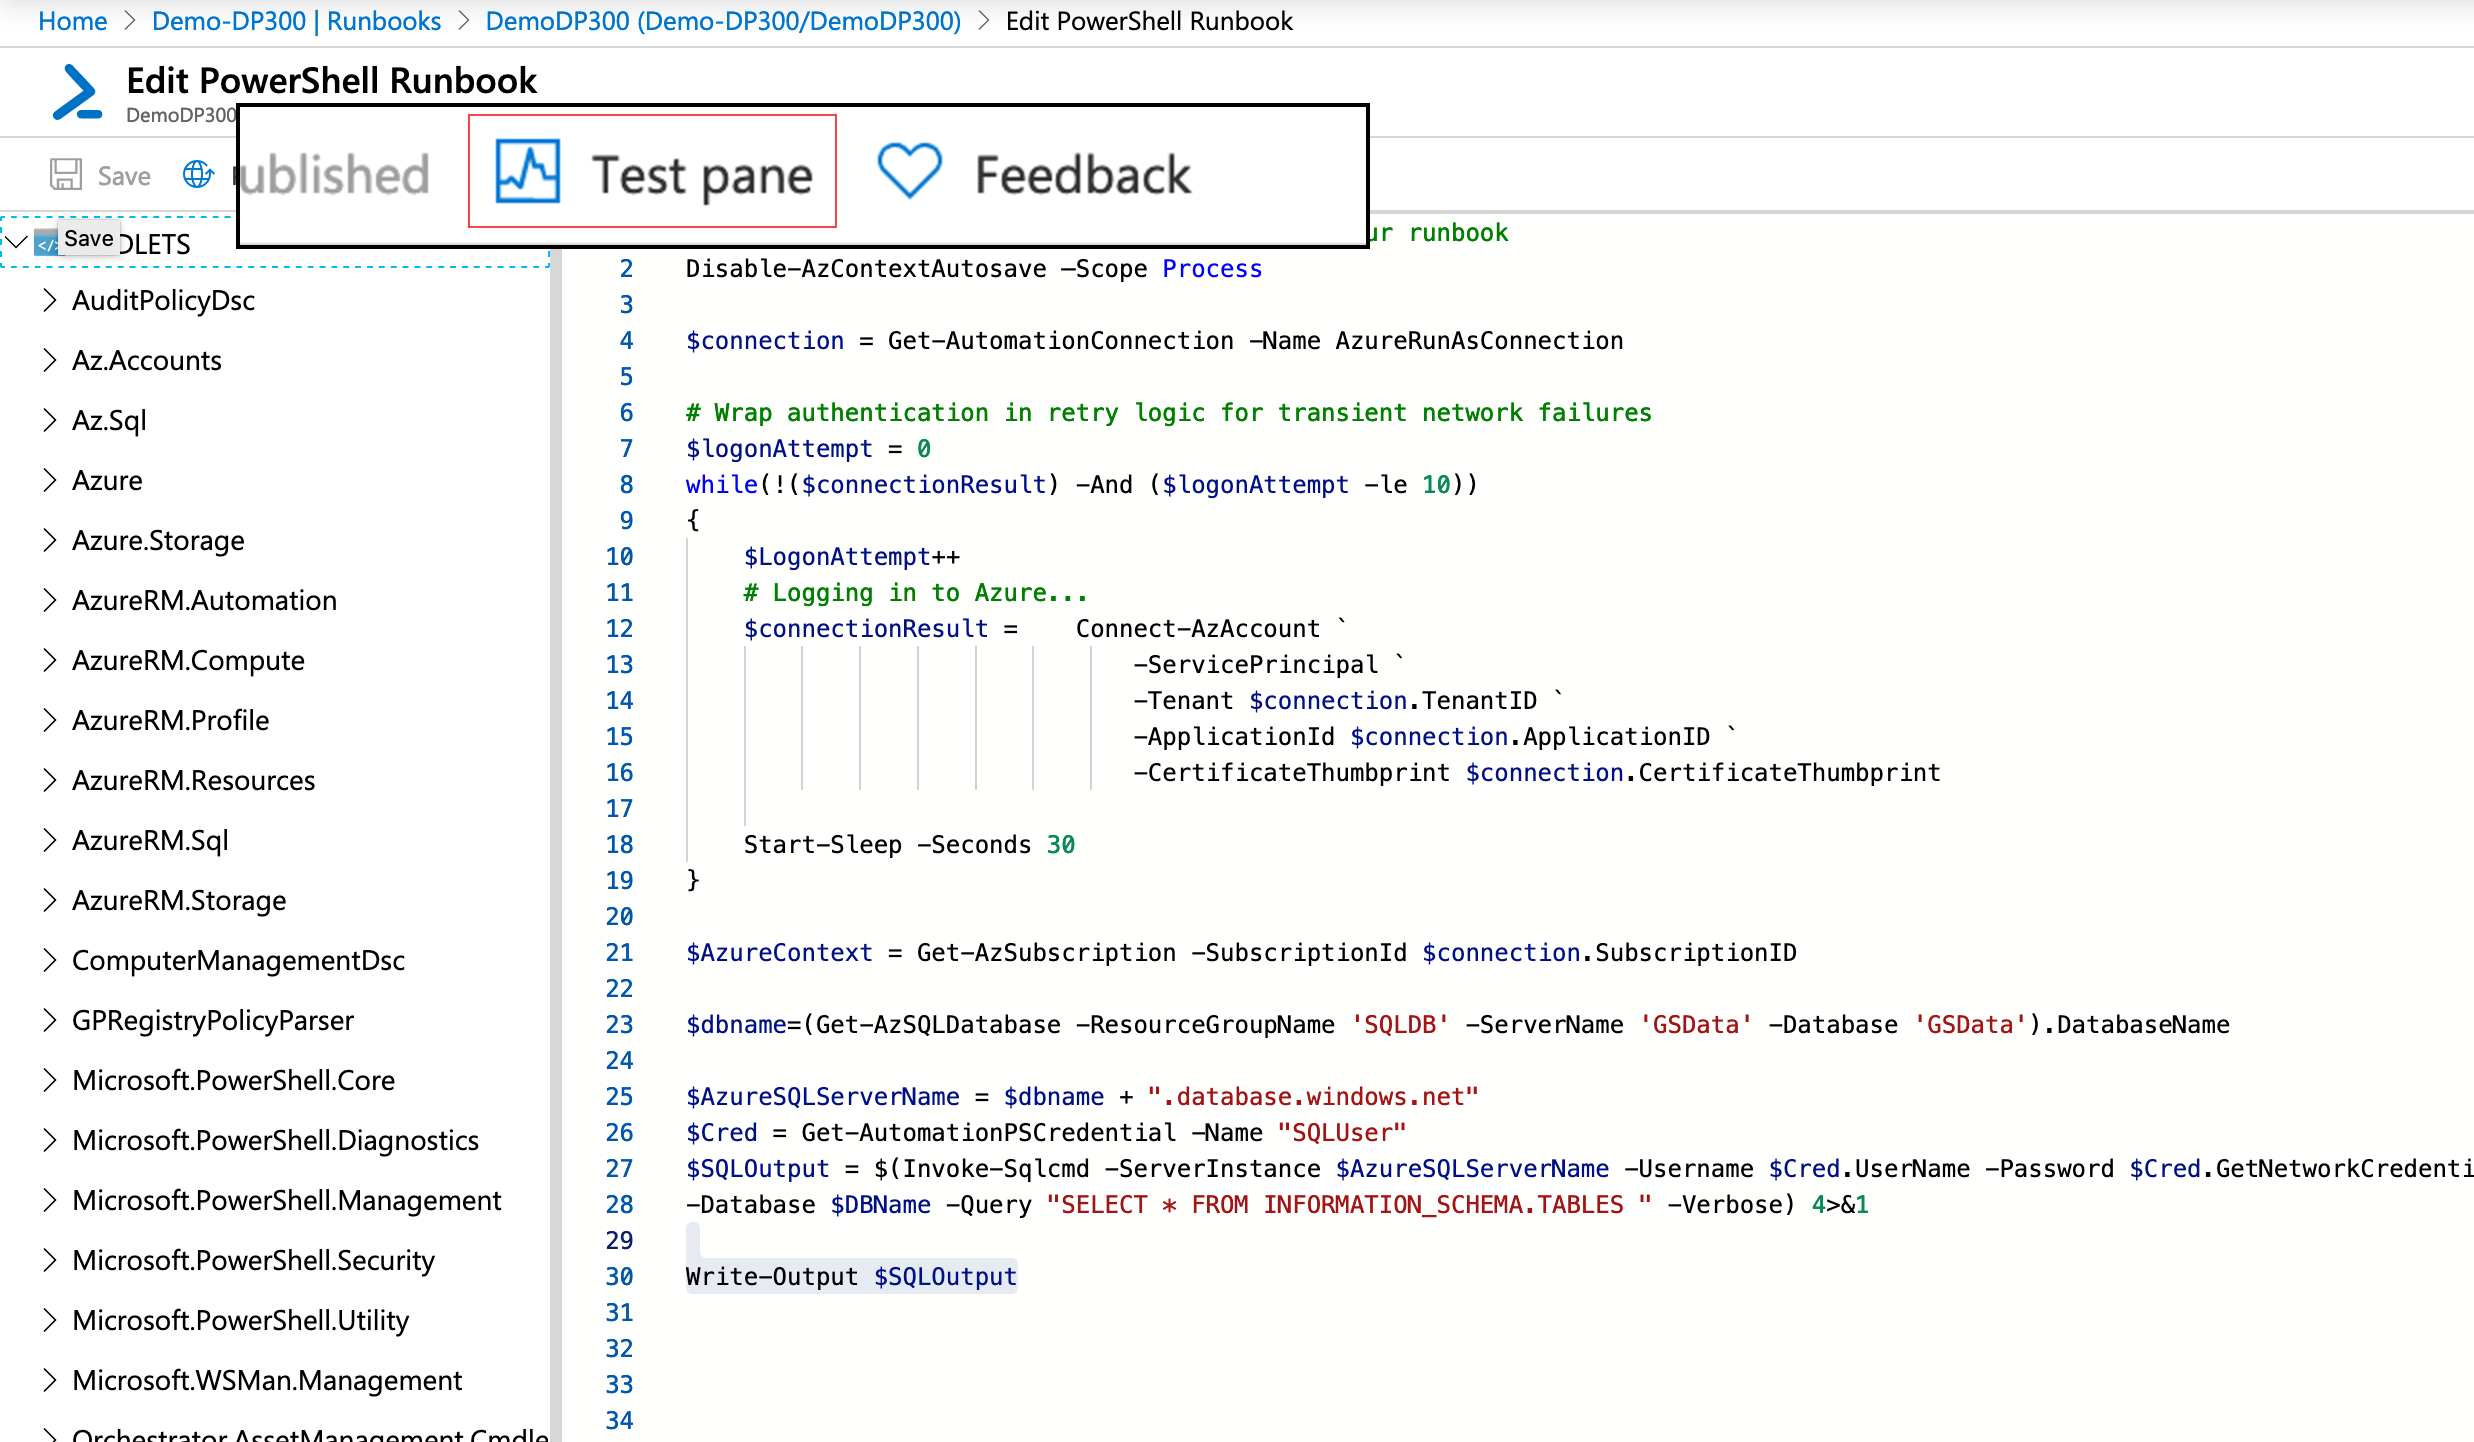 Home > Demo-DP300 | Runbooks > DemoDP300 (Demo-DP300/DemoDP300) > Edit PowerShell Runbook
Edit PowerShell Runbook
DemoDP300
Save
ublished
Test pane
Feedback
Save
DLETS
AuditPolicyDsc
Az.Accounts
Az.Sql
Azure
Azure.Storage
AzureRM.Automation
AzureRM.Compute
AzureRM.Profile
AzureRM.Resources
AzureRM.Sql
AzureRM.Storage
ComputerManagementDsc
GPRegistryPolicyParser
Microsoft.PowerShell.Core
Microsoft.PowerShell.Diagnostics
Microsoft.PowerShell.Management
Microsoft.PowerShell.Security
Microsoft.PowerShell.Utility
Microsoft.WSMan.Management
Orchestrator.AssetManagement.Cmdle
ur runbook
2 Disable-AzContextAutosave –Scope Process
3
4 $connection = Get-AutomationConnection –Name AzureRunAsConnection
5
6 # Wrap authentication in retry logic for transient network failures
7 $logonAttempt = 0
8 while(!($connectionResult) -And ($logonAttempt -le 10))
9 {
10 $LogonAttempt++
11 # Logging in to Azure...
12 $connectionResult = Connect-AzAccount `
13 -ServicePrincipal `
14 -Tenant $connection.TenantID `
15 -ApplicationId $connection.ApplicationID `
16 -CertificateThumbprint $connection.CertificateThumbprint
17
18 Start-Sleep -Seconds 30
19 }
20
21 $AzureContext = Get-AzSubscription -SubscriptionId $connection.SubscriptionID
22
23 $dbname=(Get-AzSQLDatabase -ResourceGroupName 'SQLDB' -ServerName 'GSData' -Database 'GSData').DatabaseName
24
25 $AzureSQLServerName = $dbname + ".database.windows.net"
26 $Cred = Get-AutomationPSCredential –Name "SQLUser"
27 $SQLOutput = $(Invoke-Sqlcmd -ServerInstance $AzureSQLServerName -Username $Cred.UserName -Password $Cred.GetNetworkCredenti
28 -Database $DBName -Query "SELECT * FROM INFORMATION_SCHEMA.TABLES " -Verbose) 4>&1
29
30 Write-Output $SQLOutput
31
32
33
34